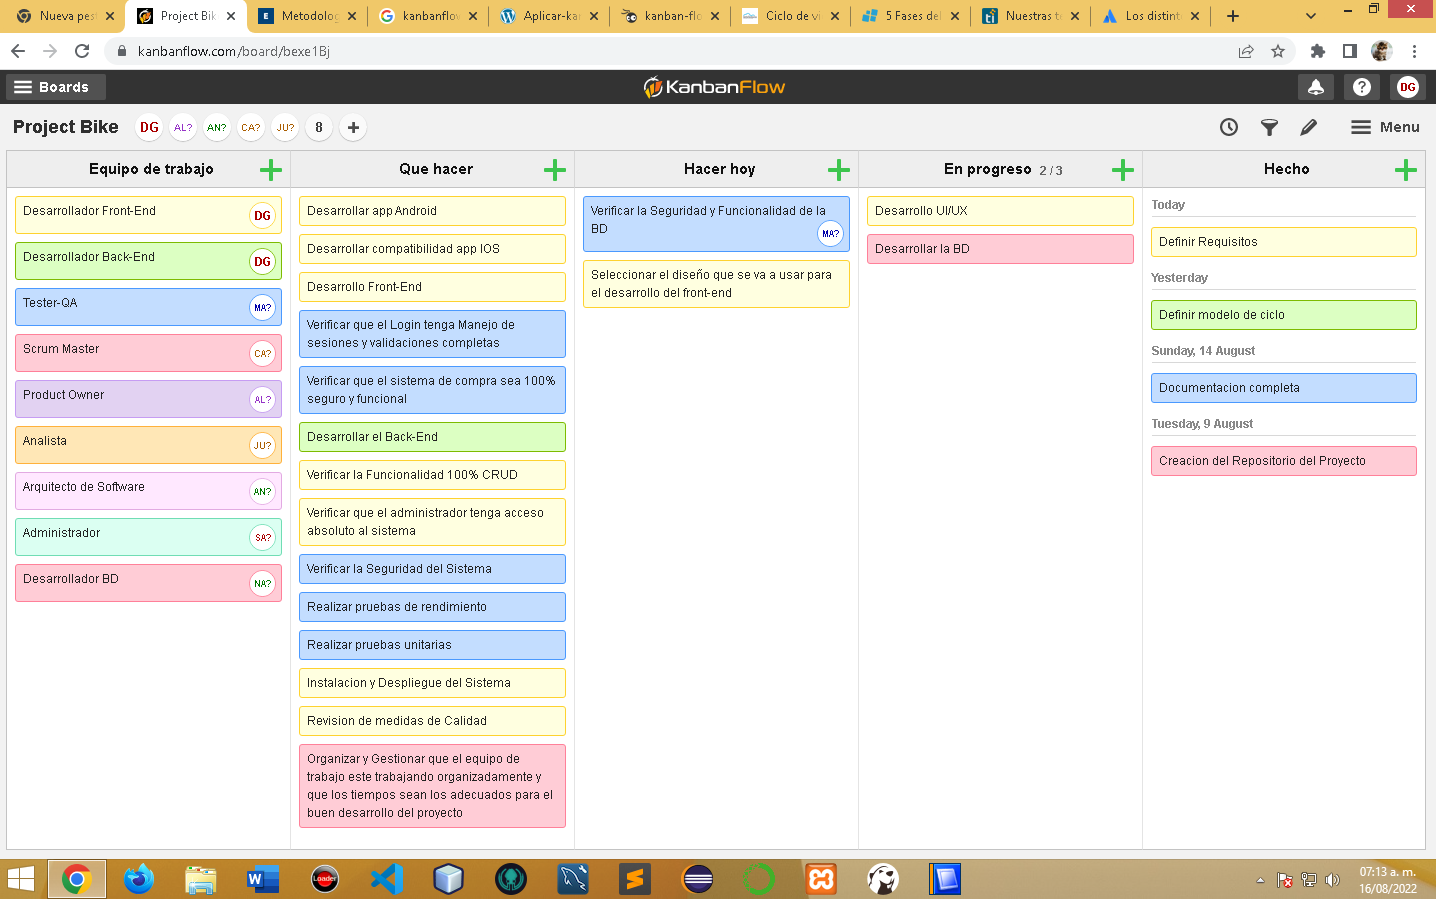 Nueva pest
Project Bik
Metodolog
kanbanflow
Aplicar-kan
kanban-flo
Ciclo de vi
5 Fases del
Nuestras t
Los distint
kanbanflow.com/board/bexe1Bj
Boards
KanbanFlow
DG
Project Bike
DG
AL?
AN?
CA?
JU?
8
Menu
Equipo de trabajo
Desarrollador Front-End
DG
Desarrollador Back-End
DG
Tester-QA
MA?
Scrum Master
CA?
Product Owner
AL?
Analista
JU?
Arquitecto de Software
AN?
Administrador
SA?
Desarrollador BD
NA?
Que hacer
Desarrollar app Android
Desarrollar compatibilidad app IOS
Desarrollo Front-End
Verificar que el Login tenga Manejo de
sesiones y validaciones completas
Verificar que el sistema de compra sea 100%
seguro y funcional
Desarrollar el Back-End
Verificar la Funcionalidad 100% CRUD
Verificar que el administrador tenga acceso
absoluto al sistema
Verificar la Seguridad del Sistema
Realizar pruebas de rendimiento
Realizar pruebas unitarias
Instalacion y Despliegue del Sistema
Revision de medidas de Calidad
Organizar y Gestionar que el equipo de
trabajo este trabajando organizadamente y
que los tiempos sean los adecuados para el
buen desarrollo del proyecto
Hacer hoy
Verificar la Seguridad y Funcionalidad de la
BD
MA?
Seleccionar el diseño que se va a usar para
el desarrollo del front-end
En progreso 2 / 3
Desarrollo UI/UX
Desarrollar la BD
Hecho
Today
Definir Requisitos
Yesterday
Definir modelo de ciclo
Sunday, 14 August
Documentacion completa
Tuesday, 9 August
Creacion del Repositorio del Proyecto
Loader
07:13 a. m.
16/08/2022